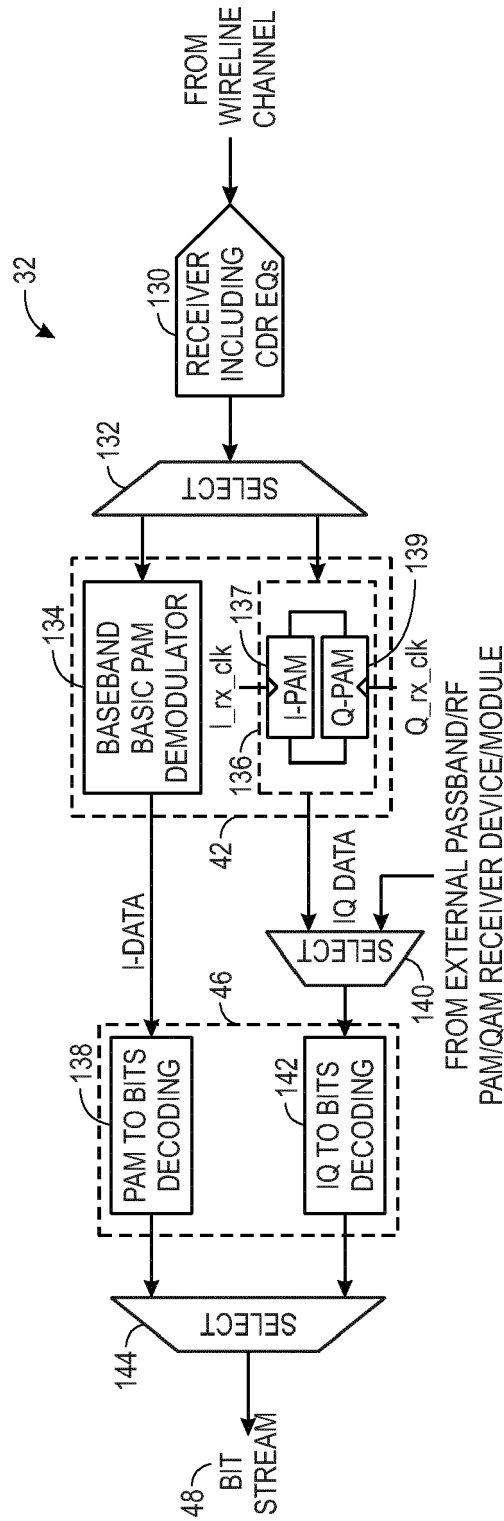 32
FROM
WIRELINE
CHANNEL
130
RECEIVER
INCLUDING
CDR EQs
132
SELECT
134
BASEBAND
BASIC PAM
DEMODULATOR
I_rx_clk
136
137
I-PAM
Q-PAM
139
Q_rx_clk
42
I-DATA
IQ DATA
SELECT
140
FROM EXTERNAL PASSBAND/RF
PAM/QAM RECEIVER DEVICE/MODULE
46
138
PAM TO BITS
DECODING
142
IQ TO BITS
DECODING
144
SELECT
48
BIT
STREAM